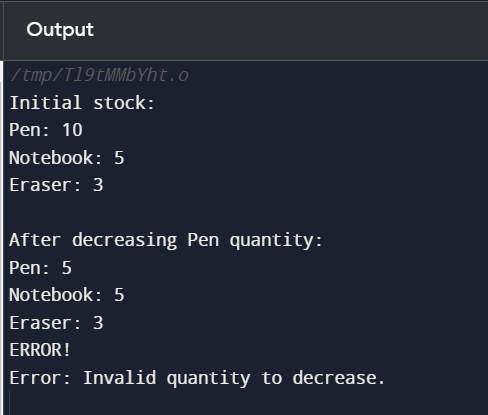 Output
/tmp/Tl9tMMbYht.o
Initial stock:
Pen: 10
Notebook: 5
Eraser: 3
After decreasing Pen quantity:
Pen: 5
Notebook: 5
Eraser: 3
ERROR!
Error: Invalid quantity to decrease.